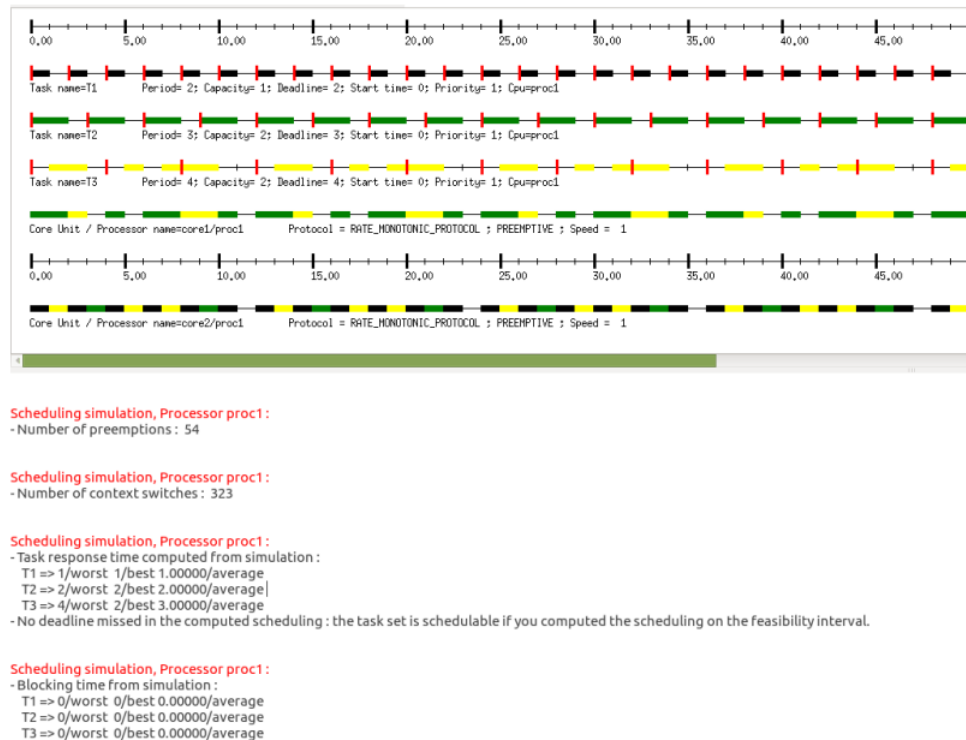 0.00 5.00 10.00 15.00 20.00 25.00 30.00 35.00 40.00 45.00
Task name=T1 Period= 2; Capacity= 1; Deadline= 2; Start time= 0; Priority= 1; Cpu=proc1
Task name=T2 Period= 3; Capacity= 2; Deadline= 3; Start time= 0; Priority= 1; Cpu=proc1
Task name=T3 Period= 4; Capacity= 2; Deadline= 4; Start time= 0; Priority= 1; Cpu=proc1
Core Unit / Processor name=core1/proc1 Protocol = RATE_MONOTONIC_PROTOCOL ; PREEMPTIVE ; Speed = 1
0.00 5.00 10.00 15.00 20.00 25.00 30.00 35.00 40.00 45.00
Core Unit / Processor name=core2/proc1 Protocol = RATE_MONOTONIC_PROTOCOL ; PREEMPTIVE ; Speed = 1
Scheduling simulation, Processor proc1 :
- Number of preemptions : 54
Scheduling simulation, Processor proc1 :
- Number of context switches : 323
Scheduling simulation, Processor proc1 :
- Task response time computed from simulation :
T1 => 1/worst 1/best 1.00000/average
T2 => 2/worst 2/best 2.00000/average
T3 => 4/worst 2/best 3.00000/average
- No deadline missed in the computed scheduling : the task set is schedulable if you computed the scheduling on the feasibility interval.
Scheduling simulation, Processor proc1 :
- Blocking time from simulation :
T1 => 0/worst 0/best 0.00000/average
T2 => 0/worst 0/best 0.00000/average
T3 => 0/worst 0/best 0.00000/average